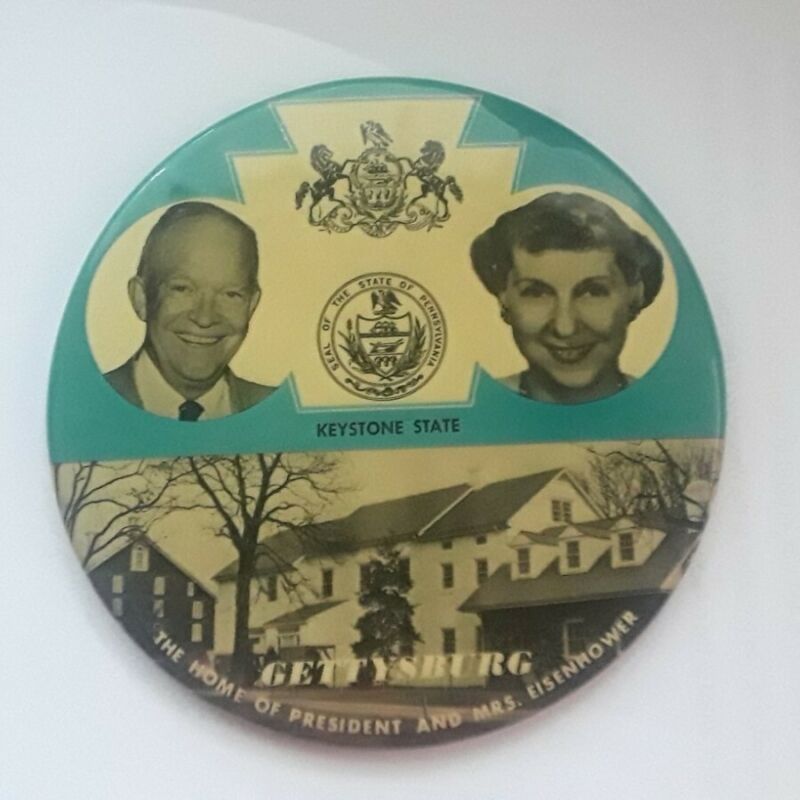 SEAL OF THE STATE OF PENNSYLVANIA
KEYSTONE STATE
GETTYSBURG
THE HOME OF PRESIDENT AND MRS. EISENHOWER